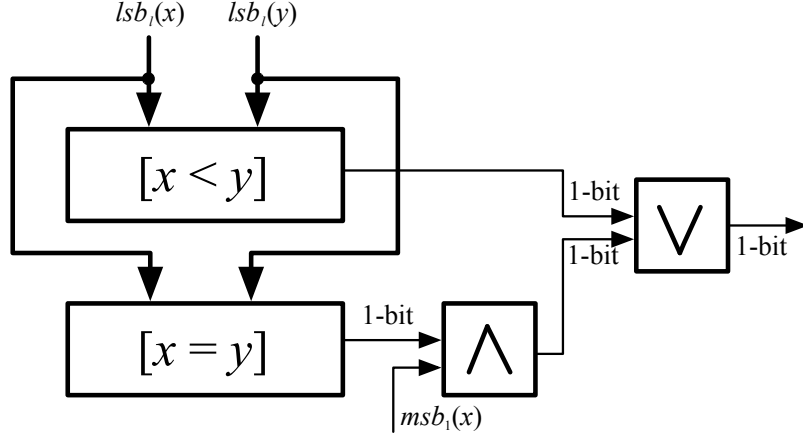 lsb_l(x) lsb_l(y)
[x < y]
1-bit
∨
1-bit
1-bit
[x = y]
1-bit
∧
msb_1(x)